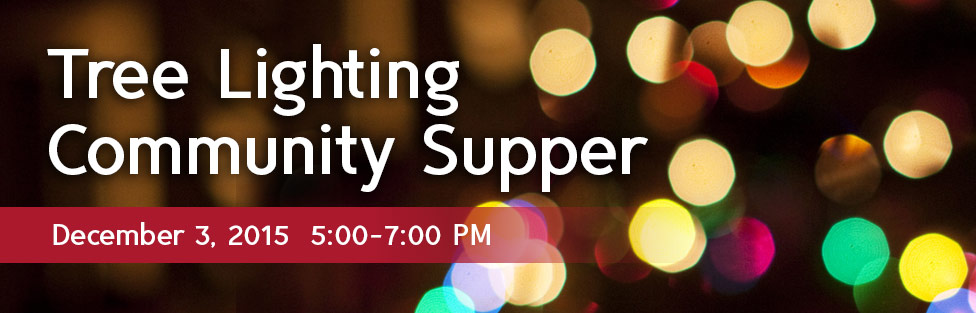 Tree Lighting
Community Supper
December 3, 2015 5:00-7:00 PM